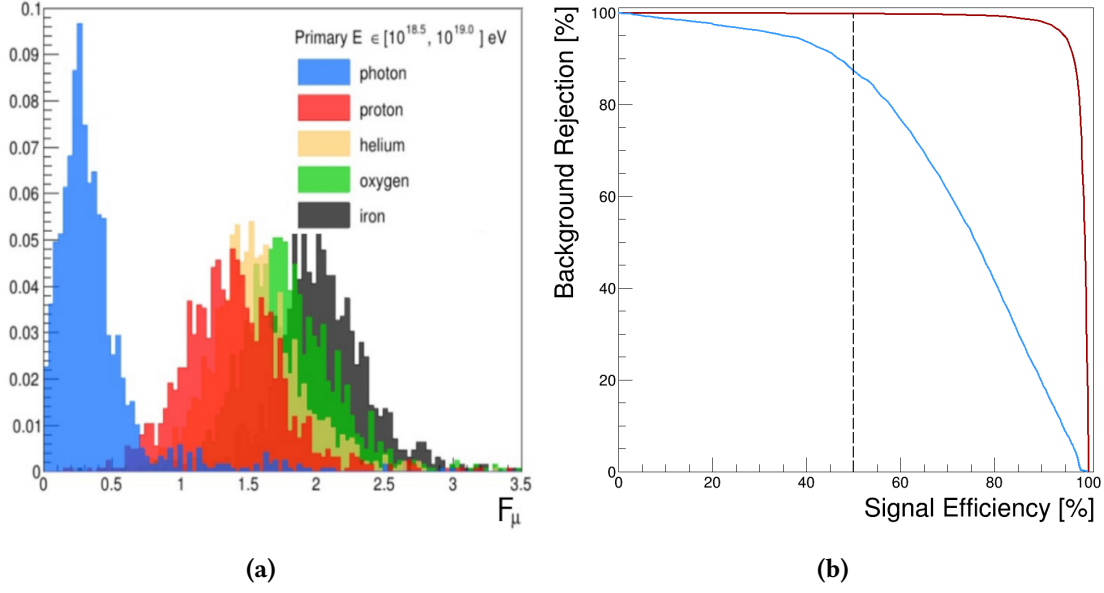 0.1
0.09
0.08
0.07
0.06
0.05
0.04
0.03
0.02
0.01
0
Primary E ∈ [10^18.5, 10^19.0 ] eV
photon
proton
helium
oxygen
iron
0 0.5 1 1.5 2 2.5 3 3.5
Fμ
(a)
Background Rejection [%]
100
80
60
40
20
0
0 20 40 60 80 100
Signal Efficiency [%]
(b)